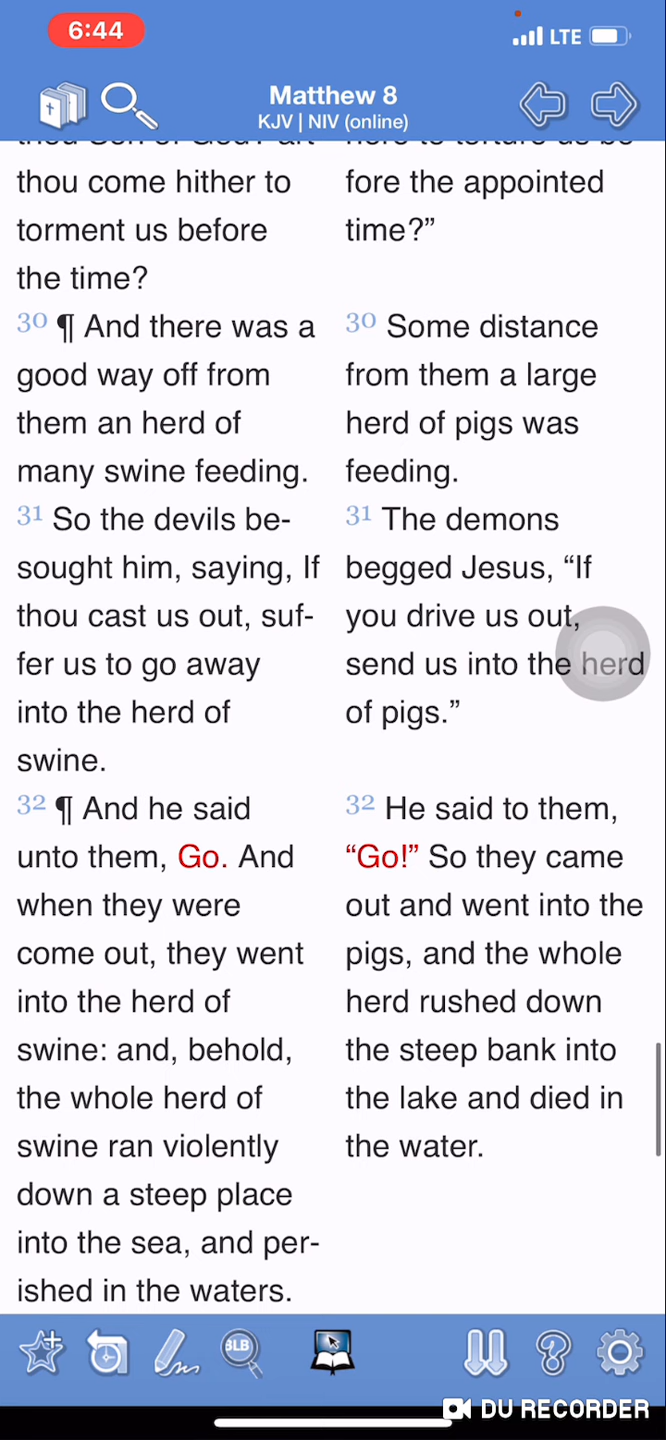 6:44
LTE
Matthew 8
KJV | NIV (online)
thou come hither to
torment us before
the time?
30 ¶ And there was a
good way off from
them an herd of
many swine feeding.
31 So the devils be-
sought him, saying, If
thou cast us out, suf-
fer us to go away
into the herd of
swine.
32 ¶ And he said
unto them, Go. And
when they were
come out, they went
into the herd of
swine: and, behold,
the whole herd of
swine ran violently
down a steep place
into the sea, and per-
ished in the waters.
fore the appointed
time?”
30 Some distance
from them a large
herd of pigs was
feeding.
31 The demons
begged Jesus, “If
you drive us out,
send us into the herd
of pigs.”
32 He said to them,
“Go!” So they came
out and went into the
pigs, and the whole
herd rushed down
the steep bank into
the lake and died in
the water.
BLB
DU RECORDER